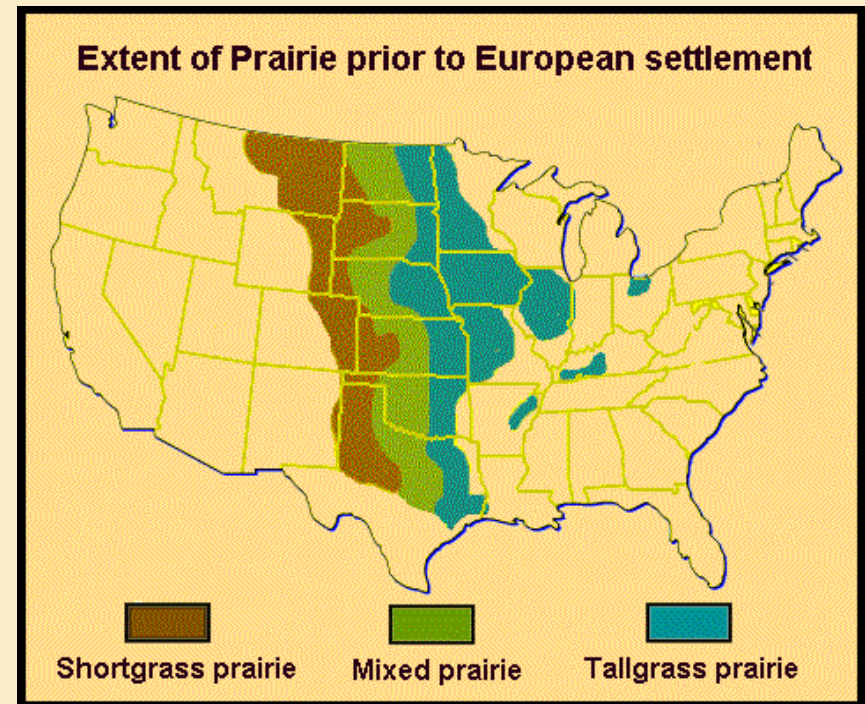 Extent of Prairie prior to European settlement
Shortgrass prairie
Mixed prairie
Tallgrass prairie